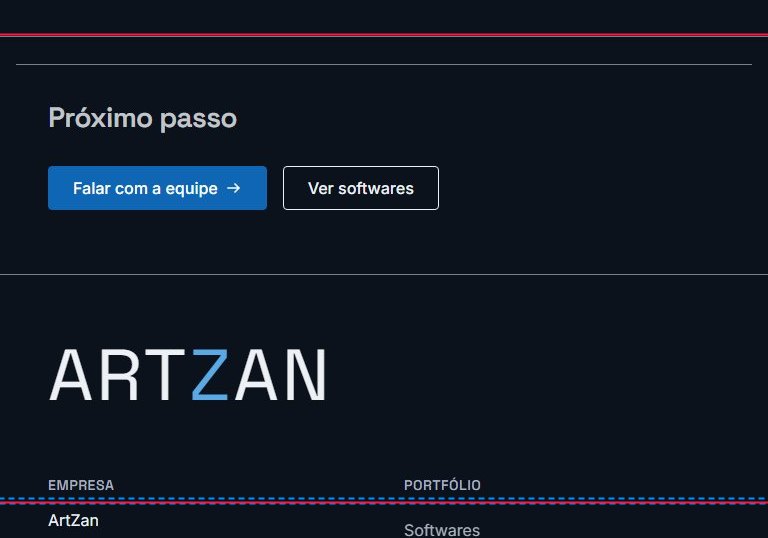 Próximo passo
Falar com a equipe →
Ver softwares
ARTZAN
EMPRESA
PORTFÓLIO
ArtZan
Softwares